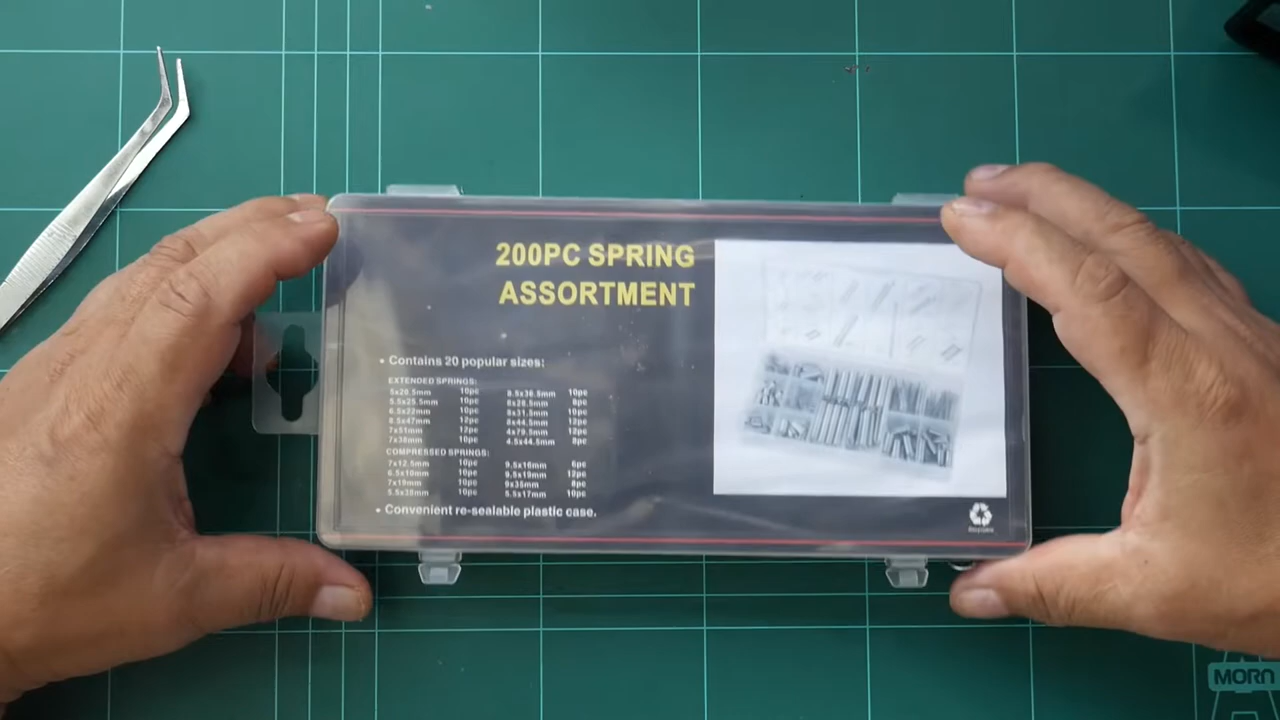 200PC SPRING
ASSORTMENT
• Contains 20 popular sizes:
EXTENDED SPRINGS:
5x20.5mm 10pc 9.5x36.5mm 10pc
5.5x25.5mm 10pc 8x28.5mm 8pc
6.5x22mm 10pc 8x31.5mm 10pc
8.5x47mm 12pc 8x44.5mm 12pc
7x51mm 12pc 4x79.5mm 12pc
7x38mm 10pc 4.5x44.5mm 8pc
COMPRESSED SPRINGS:
7x12.5mm 10pc 9.5x16mm 6pc
6.5x10mm 10pc 9.5x19mm 12pc
7x19mm 10pc 9x35mm 8pc
5.5x38mm 10pc 5.5x17mm 10pc
• Convenient re-sealable plastic case.
MORN